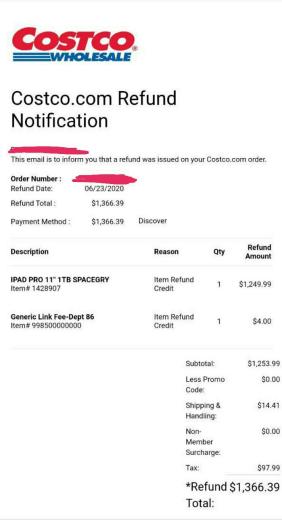 COSTCO
WHOLESALE
Costco.com Refund
Notification
This email is to inform you that a refund was issued on your Costco.com order.
Order Number :
Refund Date: 06/23/2020
Refund Total : $1,366.39
Payment Method : $1,366.39 Discover
Description Reason Qty Refund
Amount
IPAD PRO 11" 1TB SPACEGRY Item Refund 1 $1,249.99
Item# 1428907 Credit
Generic Link Fee-Dept 86 Item Refund 1 $4.00
Item# 998500000000 Credit
Subtotal: $1,253.99
Less Promo $0.00
Code:
Shipping & $14.41
Handling:
Non- $0.00
Member
Surcharge:
Tax: $97.99
*Refund $1,366.39
Total: